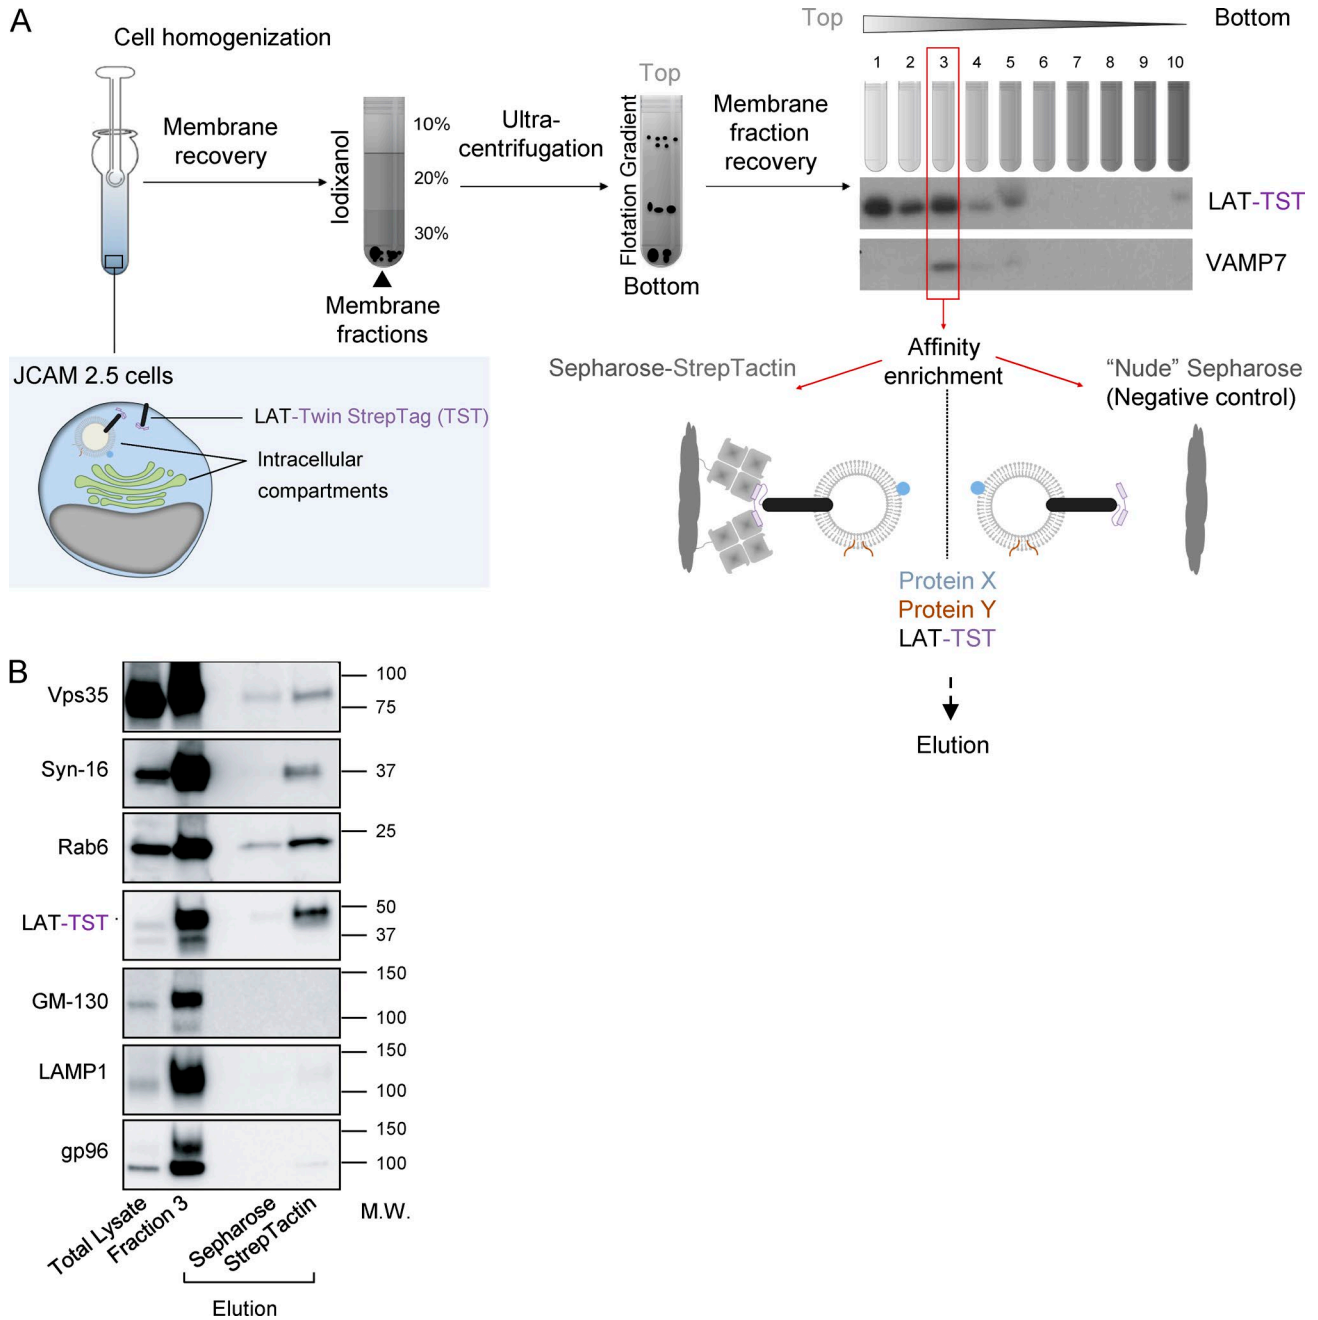 A
Cell homogenization
Membrane
recovery
Iodixanol
10%
20%
30%
Membrane
fractions
Ultra-
centrifugation
Top
Flotation Gradient
Bottom
Membrane
fraction
recovery
Top
Bottom
1 2 3 4 5 6 7 8 9 10
LAT-TST
VAMP7
JCAM 2.5 cells
LAT-Twin StrepTag (TST)
Intracellular
compartments
Affinity
enrichment
Sepharose-StrepTactin
“Nude” Sepharose
(Negative control)
Protein X
Protein Y
LAT-TST
Elution
B
Vps35
100
75
Syn-16
37
Rab6
25
LAT-TST
50
37
GM-130
150
100
LAMP1
150
100
gp96
150
100
Total Lysate
Fraction 3
Sepharose
StrepTactin
M.W.
Elution